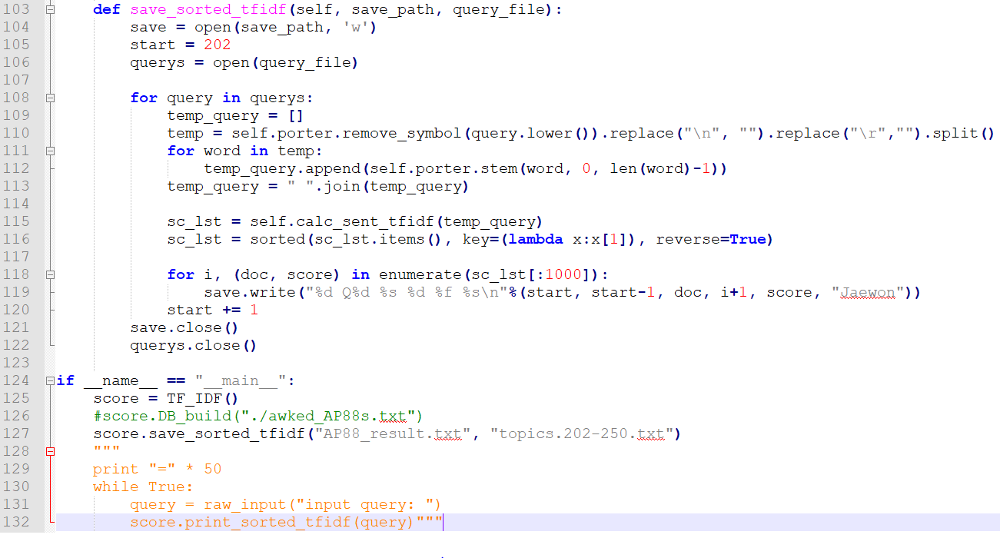 103 def save_sorted_tfidf(self, save_path, query_file):
104 save = open(save_path, 'w')
105 start = 202
106 querys = open(query_file)
107
108 for query in querys:
109 temp_query = []
110 temp = self.porter.remove_symbol(query.lower()).replace("\n", "").replace("\r","").split()
111 for word in temp:
112 temp_query.append(self.porter.stem(word, 0, len(word)-1))
113 temp_query = " ".join(temp_query)
114
115 sc_lst = self.calc_sent_tfidf(temp_query)
116 sc_lst = sorted(sc_lst.items(), key=(lambda x:x[1]), reverse=True)
117
118 for i, (doc, score) in enumerate(sc_lst[:1000]):
119 save.write("%d Q%d %s %d %f %s\n"%(start, start-1, doc, i+1, score, "Jaewon"))
120 start += 1
121 save.close()
122 querys.close()
123
124 if __name__ == "__main__":
125 score = TF_IDF()
126 #score.DB_build("./awked_AP88s.txt")
127 score.save_sorted_tfidf("AP88_result.txt", "topics.202-250.txt")
128 """
129 print "=" * 50
130 while True:
131 query = raw_input("input query: ")
132 score.print_sorted_tfidf(query)"""